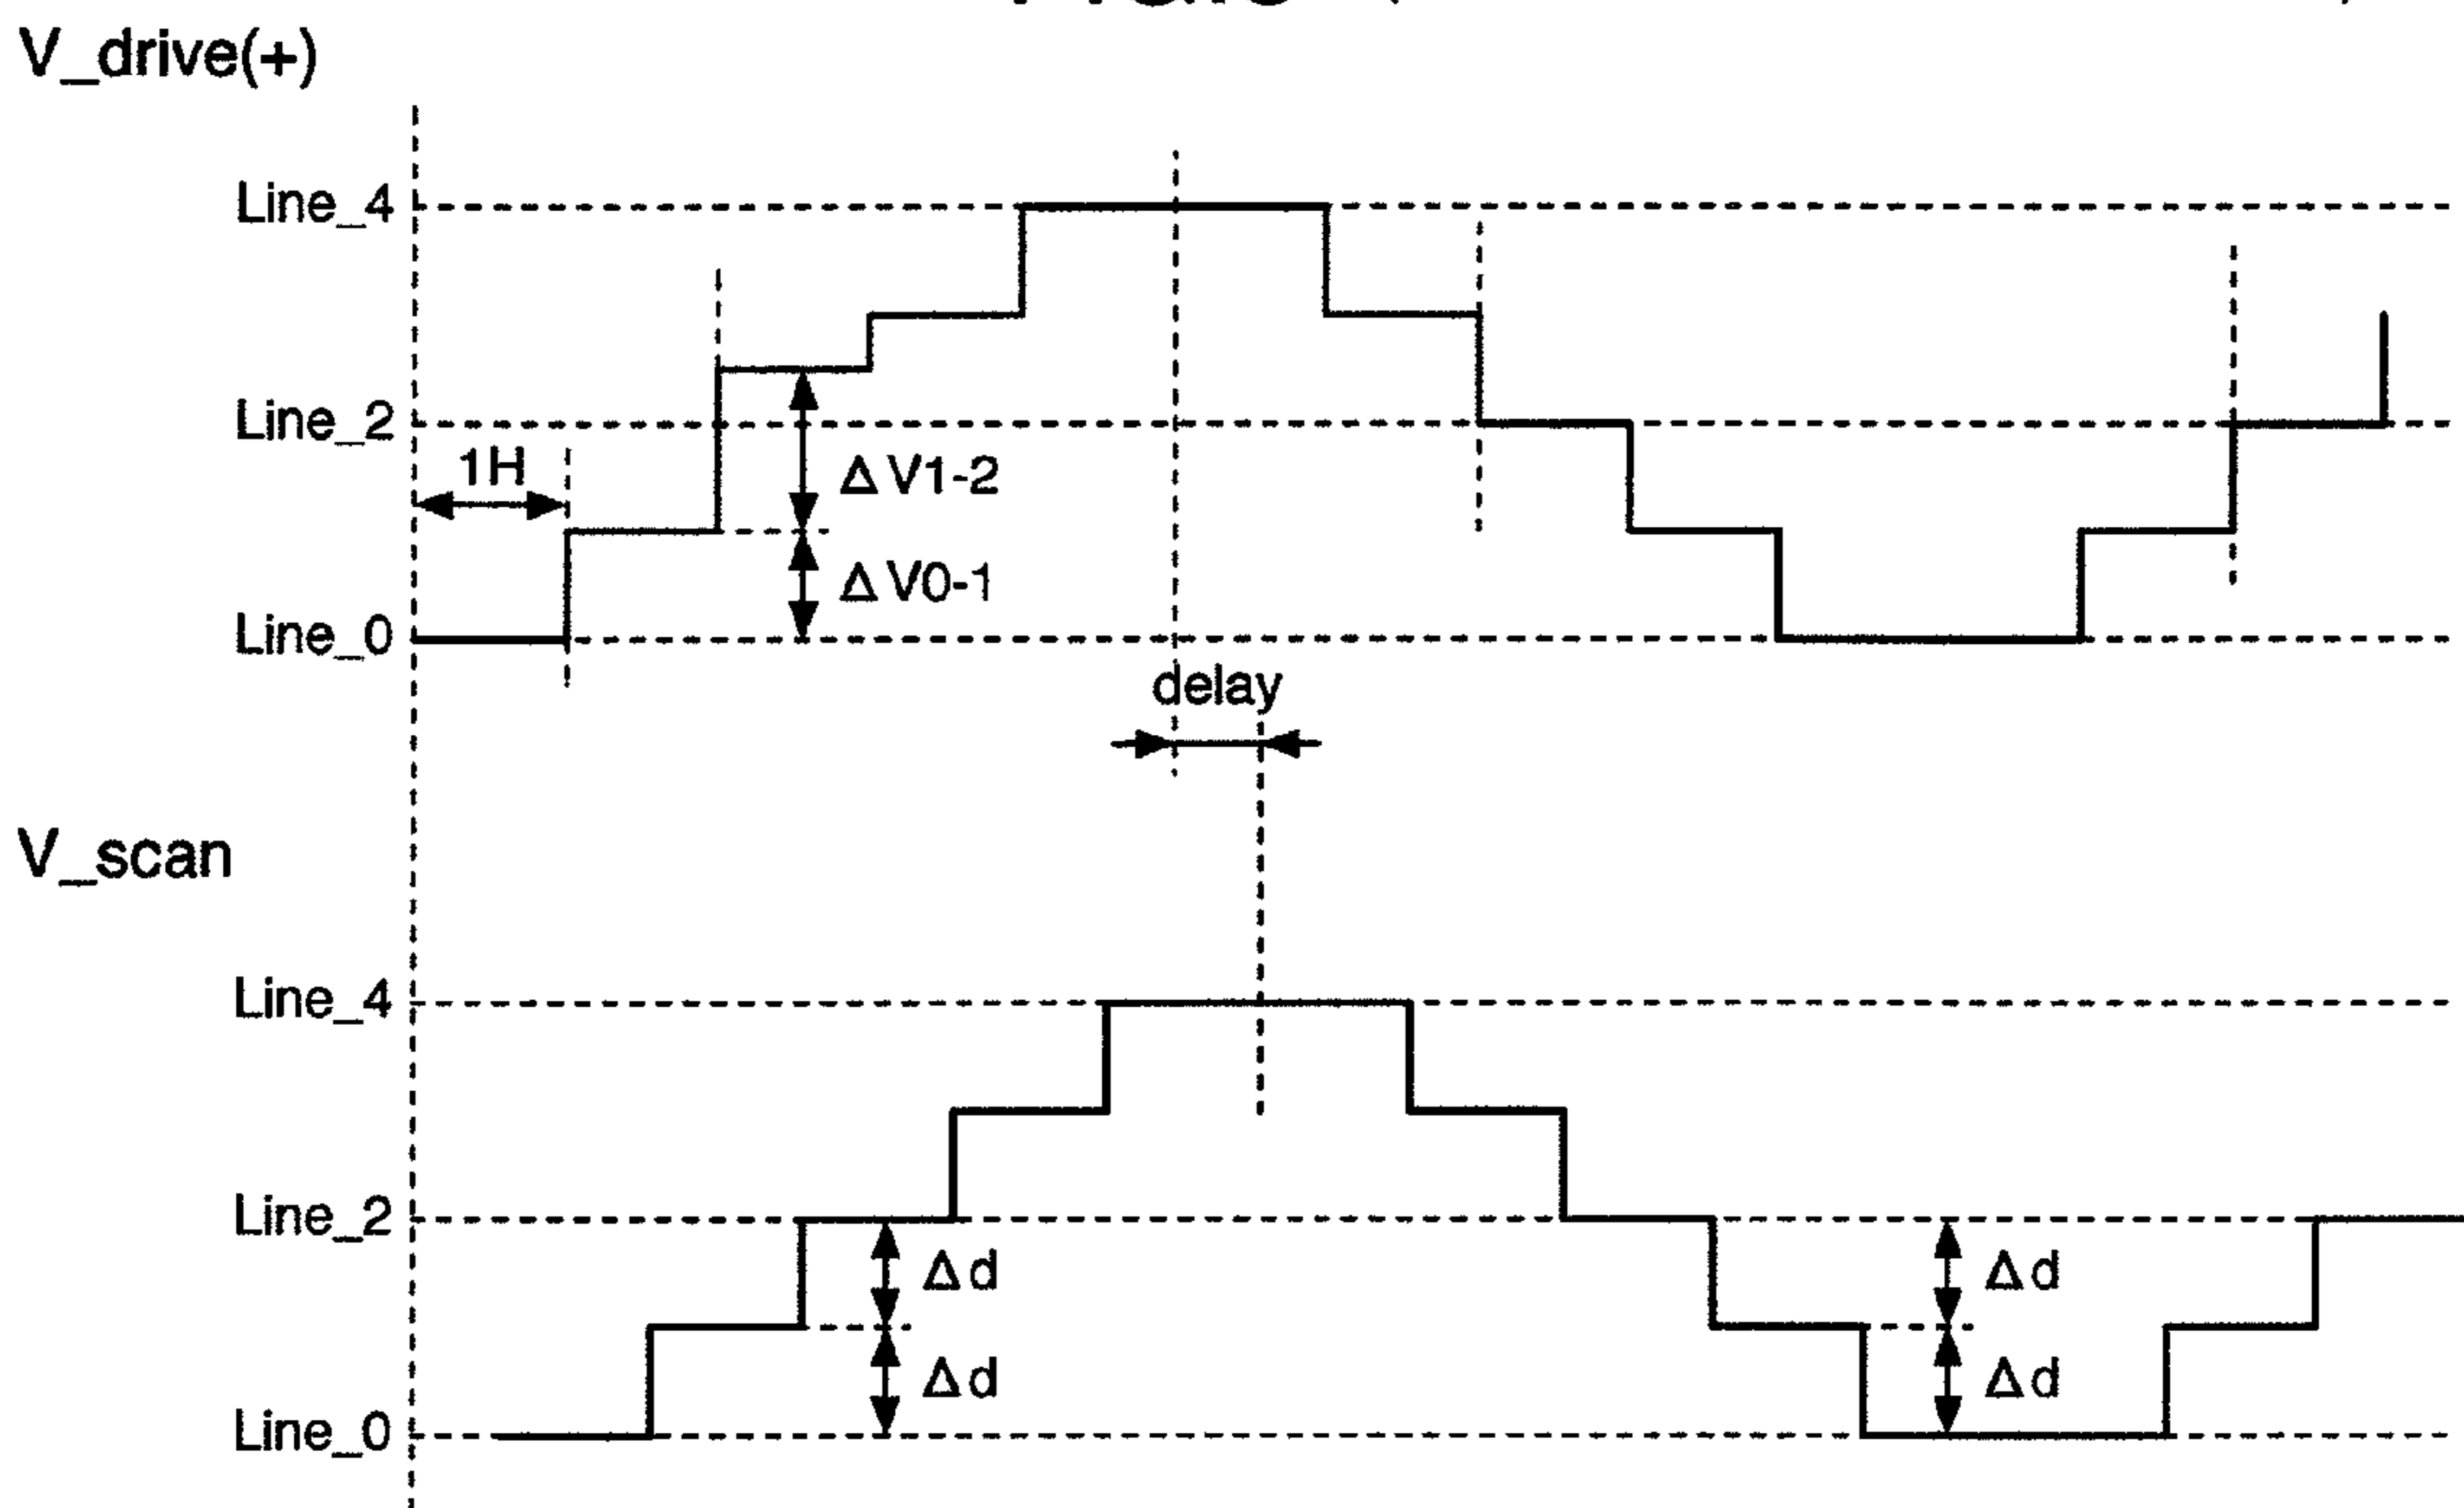 V_drive(+)
Line_4
Line_2
1H
ΔV1-2
ΔV0-1
Line_0
delay
V_scan
Line_4
Line_2
Δd
Δd
Δd
Δd
Line_0